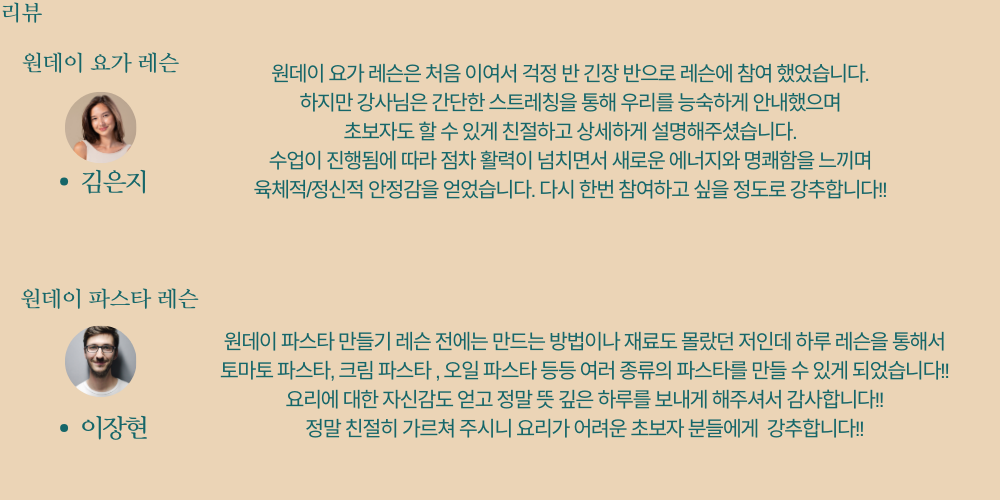 리뷰
원데이 요가 레슨
김은지
원데이 요가 레슨은 처음 이여서 걱정 반 긴장 반으로 레슨에 참여 했었습니다.
하지만 강사님은 간단한 스트레칭을 통해 우리를 능숙하게 안내했으며
초보자도 할 수 있게 친절하고 상세하게 설명해주셨습니다.
수업이 진행됨에 따라 점차 활력이 넘치면서 새로운 에너지와 명쾌함을 느끼며
육체적/정신적 안정감을 얻었습니다. 다시 한번 참여하고 싶을 정도로 강추합니다!!
원데이 파스타 레슨
이장현
원데이 파스타 만들기 레슨 전에는 만드는 방법이나 재료도 몰랐던 저인데 하루 레슨을 통해서
토마토 파스타, 크림 파스타 , 오일 파스타 등등 여러 종류의 파스타를 만들 수 있게 되었습니다!!
요리에 대한 자신감도 얻고 정말 뜻 깊은 하루를 보내게 해주셔서 감사합니다!!
정말 친절히 가르쳐 주시니 요리가 어려운 초보자 분들에게 강추합니다!!